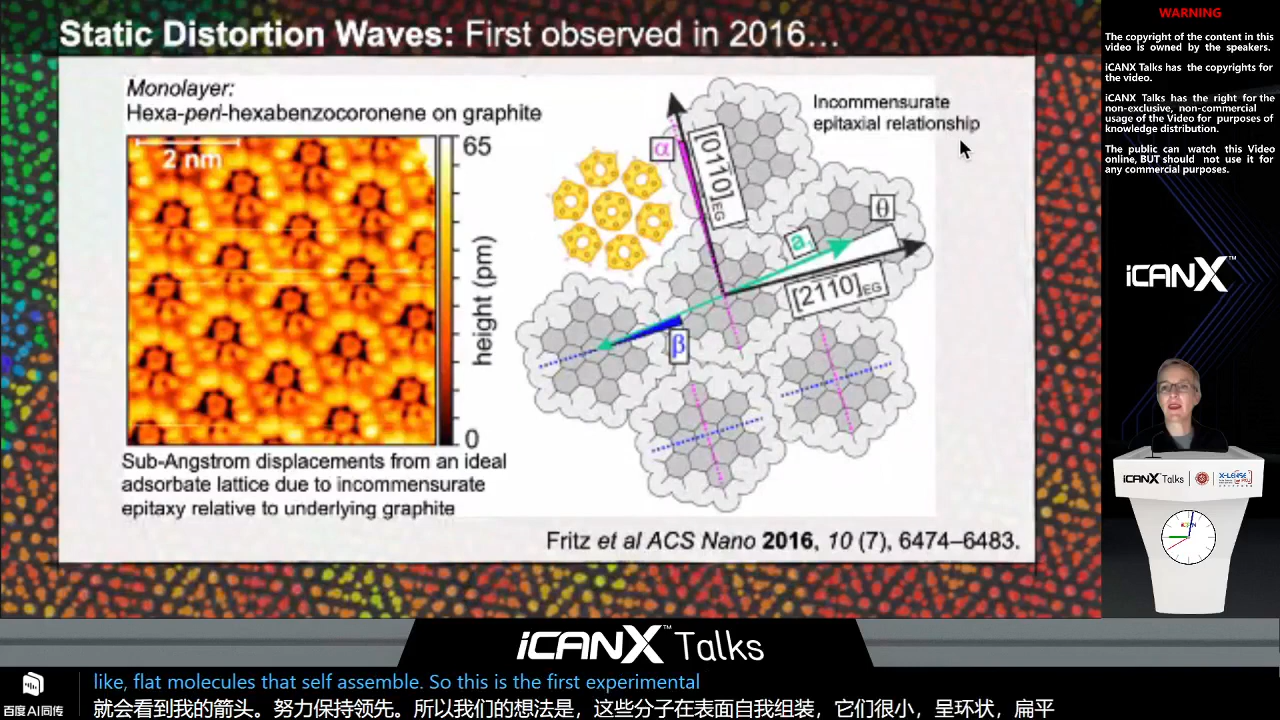 Static Distortion Waves: First observed in 2016…
Monolayer:
Hexa-peri-hexabenzocoronene on graphite
2 nm
65
height (pm)
0
Incommensurate
epitaxial relationship
α
[0110]EG
θ
a
[2110]EG
β
Sub-Angstrom displacements from an ideal
adsorbate lattice due to incommensurate
epitaxy relative to underlying graphite
Fritz et al ACS Nano 2016, 10 (7), 6474–6483.
WARNING
The copyright of the content in this
video is owned by the speakers.
iCANX Talks has the copyrights for
the video.
iCANX Talks has the right for the
non-exclusive, non-commercial
usage of the Video for purposes of
knowledge distribution.
The public can watch this Video
online, BUT should not use it for
any commercial purposes.
iCANX™
iCANX Talks
iCANX™ Talks
百度AI同传
like, flat molecules that self assemble. So this is the first experimental
就会看到我的箭头。努力保持领先。所以我们的想法是，这些分子在表面自我组装，它们很小，呈环状，扁平